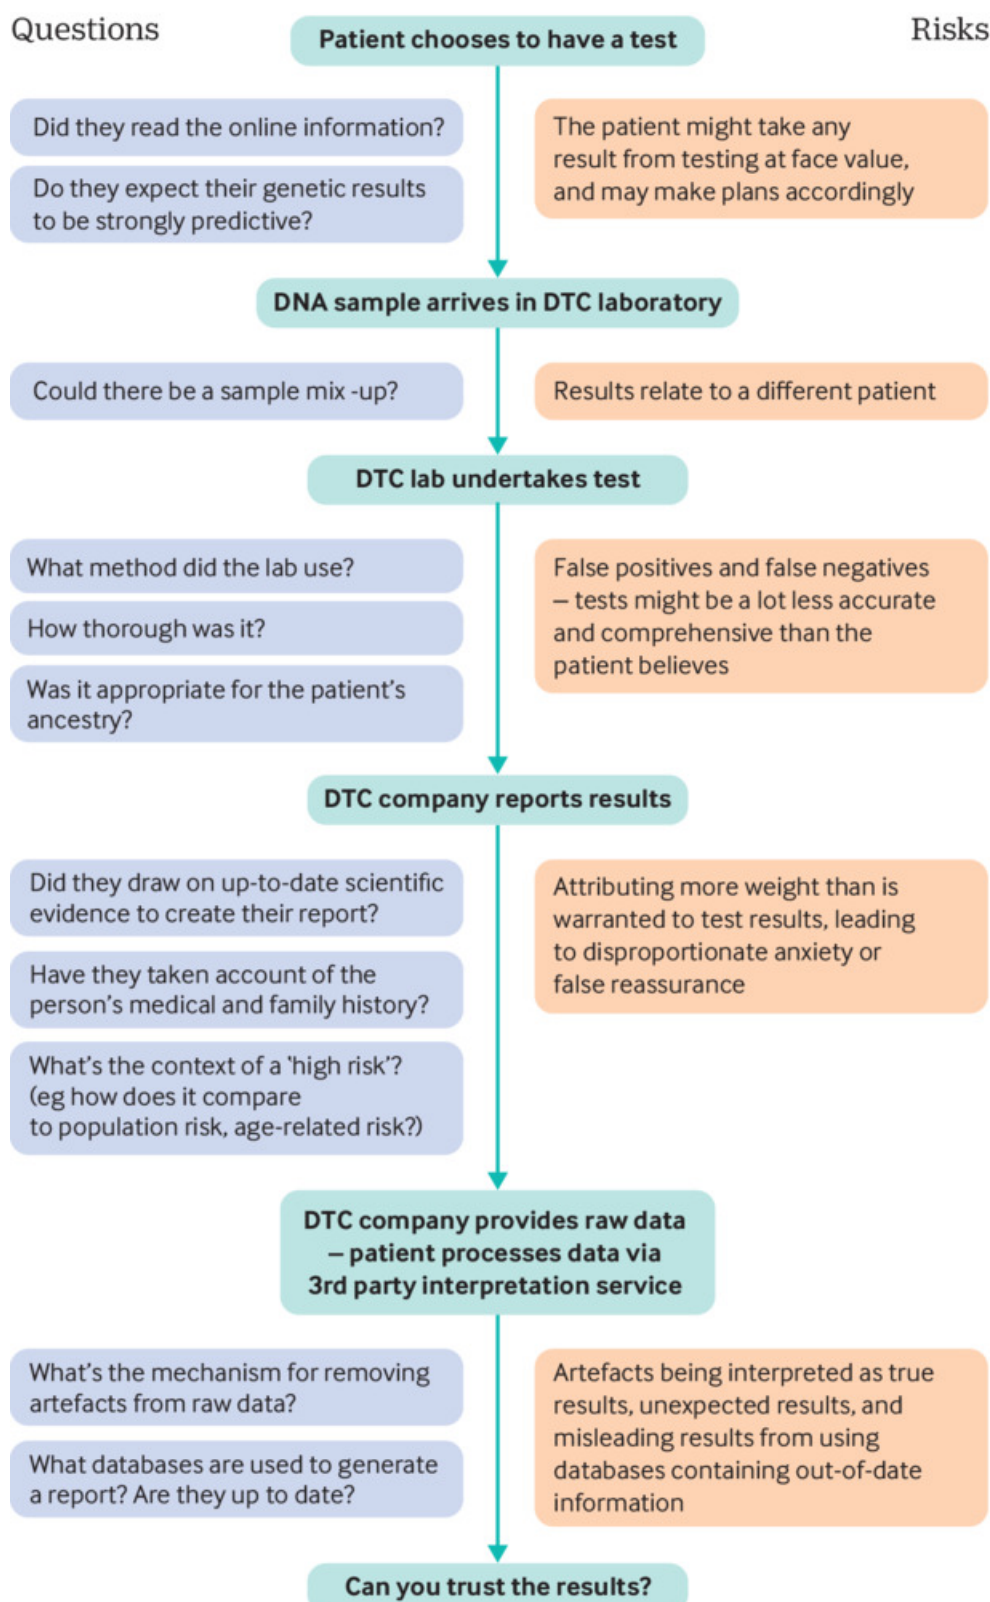 Questions
Risks
Patient chooses to have a test
Did they read the online information?
Do they expect their genetic results
to be strongly predictive?
The patient might take any
result from testing at face value,
and may make plans accordingly
DNA sample arrives in DTC laboratory
Could there be a sample mix -up?
Results relate to a different patient
DTC lab undertakes test
What method did the lab use?
How thorough was it?
Was it appropriate for the patient’s
ancestry?
False positives and false negatives
– tests might be a lot less accurate
and comprehensive than the
patient believes
DTC company reports results
Did they draw on up-to-date scientific
evidence to create their report?
Have they taken account of the
person’s medical and family history?
What’s the context of a ‘high risk’?
(eg how does it compare
to population risk, age-related risk?)
Attributing more weight than is
warranted to test results, leading
to disproportionate anxiety or
false reassurance
DTC company provides raw data
– patient processes data via
3rd party interpretation service
What’s the mechanism for removing
artefacts from raw data?
What databases are used to generate
a report? Are they up to date?
Artefacts being interpreted as true
results, unexpected results, and
misleading results from using
databases containing out-of-date
information
Can you trust the results?